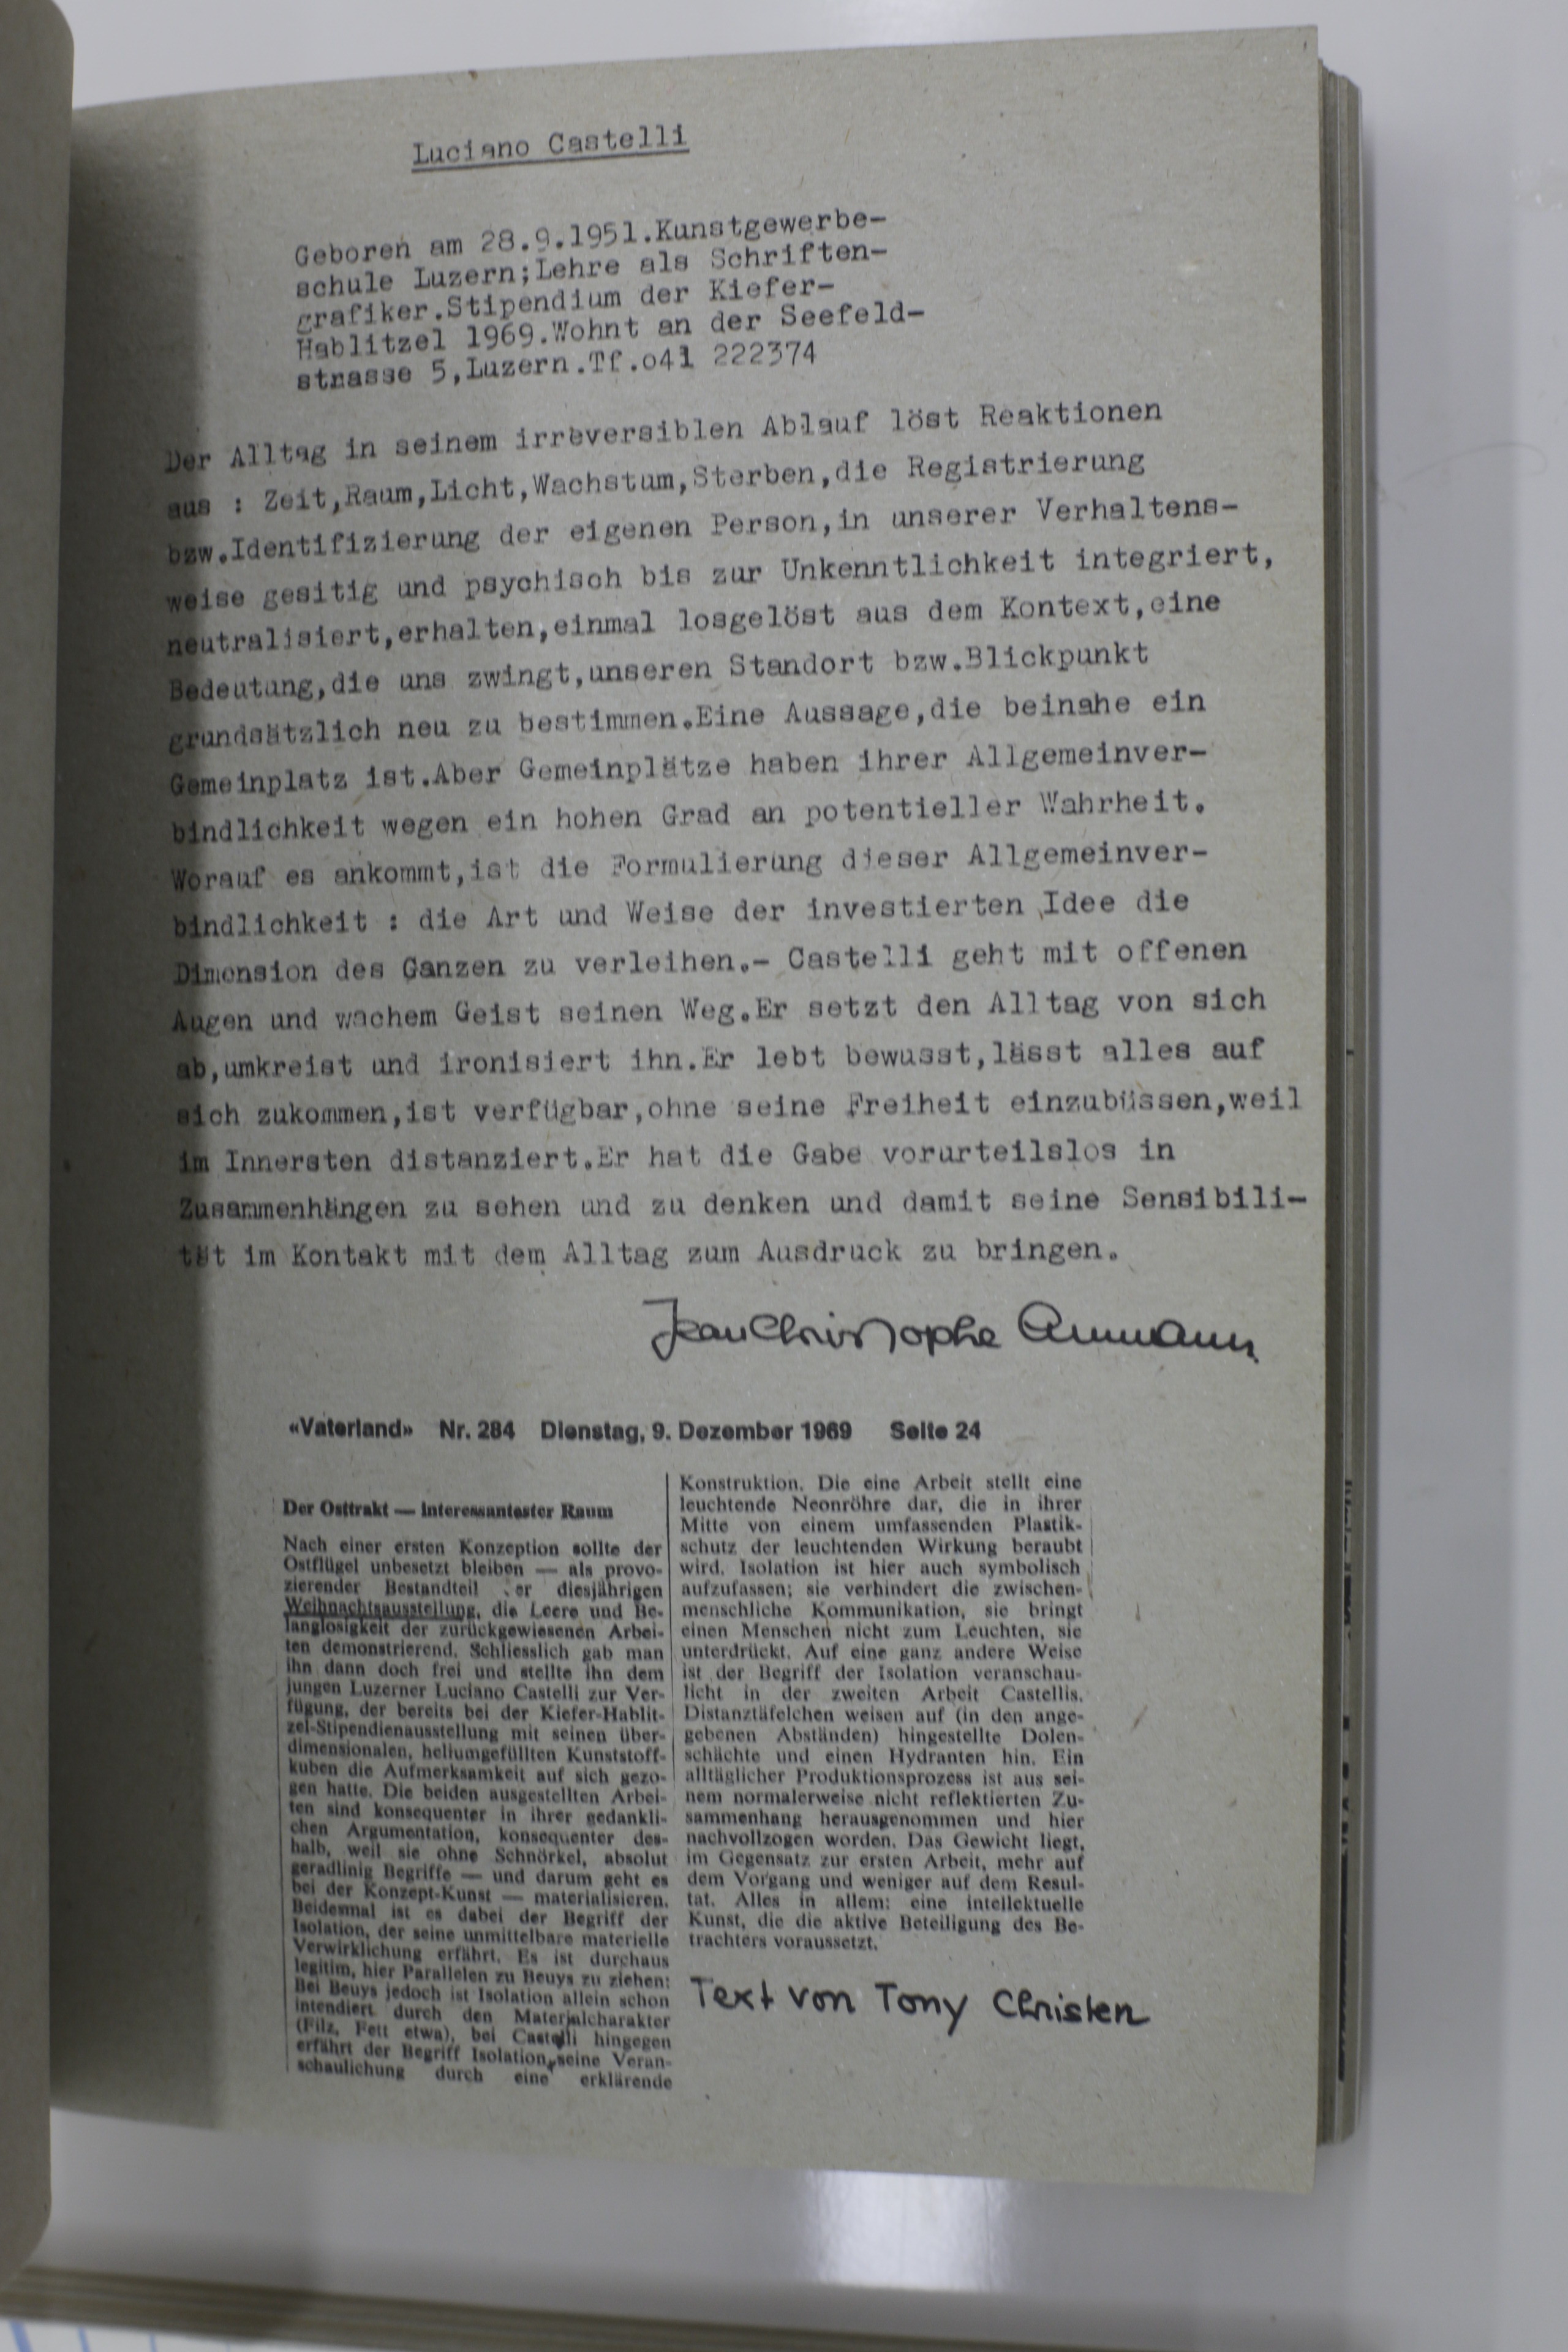 Luciano Castelli
Geboren am 28.9.1951.Kunstgewerbe-
schule Luzern;Lehre als Schriften-
grafiker.Stipendium der Kiefer-
Hablitzel 1969.Wohnt an der Seefeld-
strasse 5,Luzern.Tf.o41 222374
Der Alltag in seinem irreversiblen Ablauf löst Reaktionen
aus : Zeit,Raum,Licht,Wachstum,Sterben,die Registrierung
bzw.Identifizierung der eigenen Person,in unserer Verhaltens-
weise gesitig und psychisch bis zur Unkenntlichkeit integriert,
neutralisiert,erhalten,einmal losgelöst aus dem Kontext,eine
Bedeutung,die uns zwingt,unseren Standort bzw.Blickpunkt
grundsätzlich neu zu bestimmen.Eine Aussage,die beinahe ein
Gemeinplatz ist.Aber Gemeinplätze haben ihrer Allgemeinver-
bindlichkeit wegen ein hohen Grad an potentieller Wahrheit.
Worauf es ankommt,ist die Formulierung dieser Allgemeinver-
bindlichkeit : die Art und Weise der investierten Idee die
Dimension des Ganzen zu verleihen.- Castelli geht mit offenen
Augen und wachem Geist seinen Weg.Er setzt den Alltag von sich
ab,umkreist und ironisiert ihn.Er lebt bewusst,lässt alles auf
sich zukommen,ist verfügbar,ohne seine Freiheit einzubüssen,weil
im Innersten distanziert.Er hat die Gabe vorurteilslos in
Zusammenhängen zu sehen und zu denken und damit seine Sensibili-
tät im Kontakt mit dem Alltag zum Ausdruck zu bringen.
Jean Christophe Ammann
«Vaterland» Nr. 284 Dienstag, 9. Dezember 1969 Seite 24
Der Osttrakt — interessantester Raum
Nach einer ersten Konzeption sollte der
Ostflügel unbesetzt bleiben — als provo-
zierender Bestandteil er diesjährigen
Weihnachtsausstellung, die Leere und Be-
langlosigkeit der zurückgewiesenen Arbei-
ten demonstrierend. Schliesslich gab man
ihn dann doch frei und stellte ihn dem
jungen Luzerner Luciano Castelli zur Ver-
fügung, der bereits bei der Kiefer-Hablit-
zel-Stipendienausstellung mit seinen über-
dimensionalen, heliumgefüllten Kunststoff-
kuben die Aufmerksamkeit auf sich gezo-
gen hatte. Die beiden ausgestellten Arbei-
ten sind konsequenter in ihrer gedankli-
chen Argumentation, konsequenter des-
halb, weil sie ohne Schnörkel, absolut
geradlinig Begriffe — und darum geht es
bei der Konzept-Kunst — materialisieren.
Beidesmal ist es dabei der Begriff der
Isolation, der seine unmittelbare materielle
Verwirklichung erfährt. Es ist durchaus
legitim, hier Parallelen zu Beuys zu ziehen:
Bei Beuys jedoch ist Isolation allein schon
intendiert durch den Materialcharakter
(Filz, Fett etwa), bei Castelli hingegen
erfährt der Begriff Isolation seine Veran-
schaulichung durch eine erklärende
Konstruktion. Die eine Arbeit stellt eine
leuchtende Neonröhre dar, die in ihrer
Mitte von einem umfassenden Plastik-
schutz der leuchtenden Wirkung beraubt
wird. Isolation ist hier auch symbolisch
aufzufassen; sie verhindert die zwischen-
menschliche Kommunikation, sie bringt
einen Menschen nicht zum Leuchten, sie
unterdrückt. Auf eine ganz andere Weise
ist der Begriff der Isolation veranschau-
licht in der zweiten Arbeit Castellis.
Distanztäfelchen weisen auf (in den ange-
gebenen Abständen) hingestellte Dolen-
schächte und einen Hydranten hin. Ein
alltäglicher Produktionsprozess ist aus sei-
nem normalerweise nicht reflektierten Zu-
sammenhang herausgenommen und hier
nachvollzogen worden. Das Gewicht liegt,
im Gegensatz zur ersten Arbeit, mehr auf
dem Vorgang und weniger auf dem Resul-
tat. Alles in allem: eine intellektuelle
Kunst, die die aktive Beteiligung des Be-
trachters voraussetzt.
Text von Tony Christen